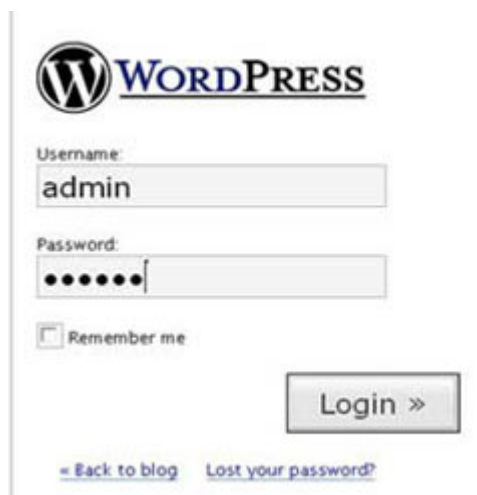 WORDPRESS
Username:
admin
Password:
••••••
Remember me
Login »
« Back to blog Lost your password?